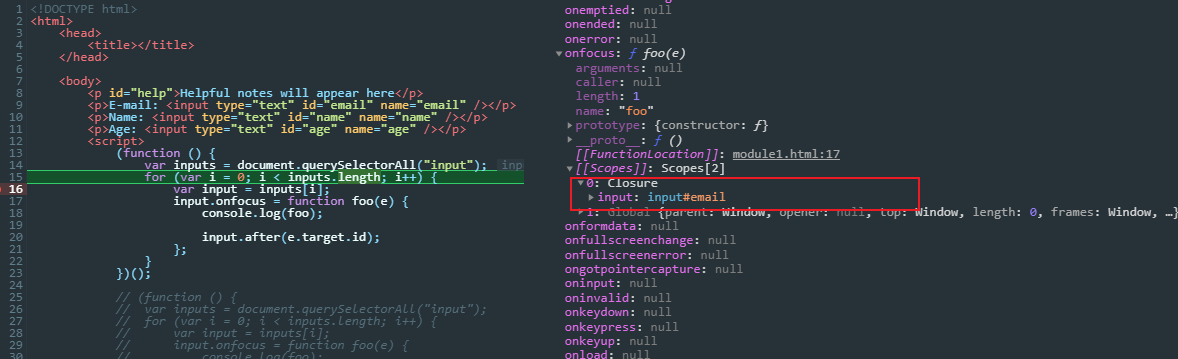 1 <!DOCTYPE html>
2 <html>
3 <head>
4 <title></title>
5 </head>
6
7 <body>
8 <p id="help">Helpful notes will appear here</p>
9 <p>E-mail: <input type="text" id="email" name="email" /></p>
10 <p>Name: <input type="text" id="name" name="name" /></p>
11 <p>Age: <input type="text" id="age" name="age" /></p>
12 <script>
13 (function () {
14 var inputs = document.querySelectorAll("input"); inp
15 for (var i = 0; i < inputs.length; i++) {
16 var input = inputs[i];
17 input.onfocus = function foo(e) {
18 console.log(foo);
19
20 input.after(e.target.id);
21 };
22 }
23 })();
24
25 // (function () {
26 // var inputs = document.querySelectorAll("input");
27 // for (var i = 0; i < inputs.length; i++) {
28 // var input = inputs[i];
29 // input.onfocus = function foo(e) {
30 // console.log(foo);
onemptied: null
onended: null
onerror: null
▼onfocus: ƒ foo(e)
arguments: null
caller: null
length: 1
name: "foo"
▶prototype: {constructor: ƒ}
▶__proto__: ƒ ()
[[FunctionLocation]]: module1.html:17
▼[[Scopes]]: Scopes[2]
▼0: Closure
▶input: input#email
▶1: Global {parent: Window, opener: null, top: Window, length: 0, frames: Window, …}
onformdata: null
onfullscreenchange: null
onfullscreenerror: null
ongotpointercapture: null
oninput: null
oninvalid: null
onkeydown: null
onkeypress: null
onkeyup: null
onload: null